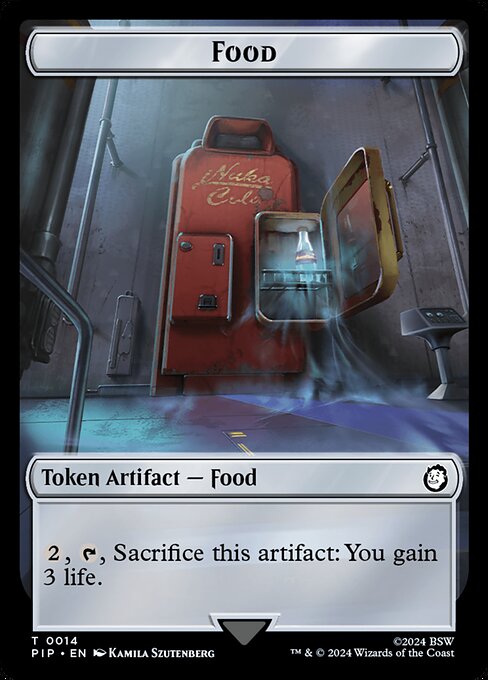 Food
Nuka
Cola
Token Artifact — Food
2, T, Sacrifice this artifact: You gain
3 life.
T 0014
©2024 BSW
PIP • EN Kamila Szutenberg
™ & © 2024 Wizards of the Coast